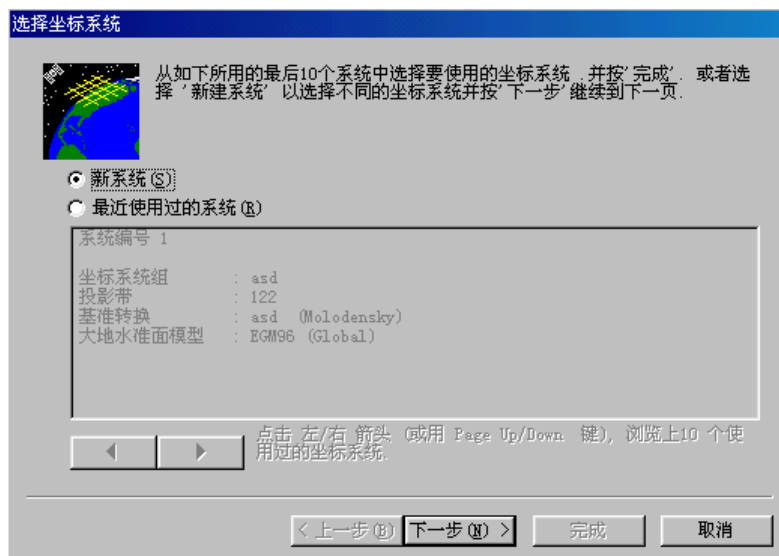 选择坐标系统
从如下所用的最后10个系统中选择要使用的坐标系统 .并按'完成'. 或者选
择 '新建系统' 以选择不同的坐标系统并按'下一步'继续到下一页.
新系统(S)
最近使用过的系统(R)
系统编号 1
坐标系统组 : asd
投影带 : 122
基准转换 : asd (Molodensky)
大地水准面模型 : EGM96 (Global)
点击 左/右 箭头 (或用 Page Up/Down 键), 浏览上10 个使
用过的坐标系统.
< 上一步(B) 下一步(N) > 完成 取消